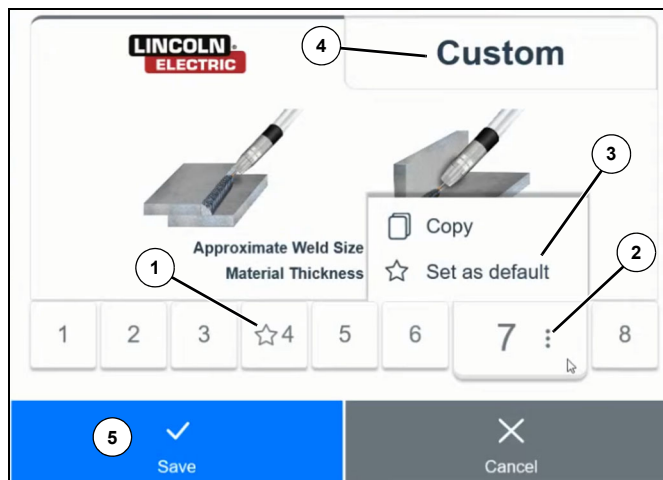 LINCOLN
ELECTRIC
4
Custom
3
Copy
Set as default
Approximate Weld Size
Material Thickness
1
2
1 2 3 4 5 6 7 8
5
Save
Cancel